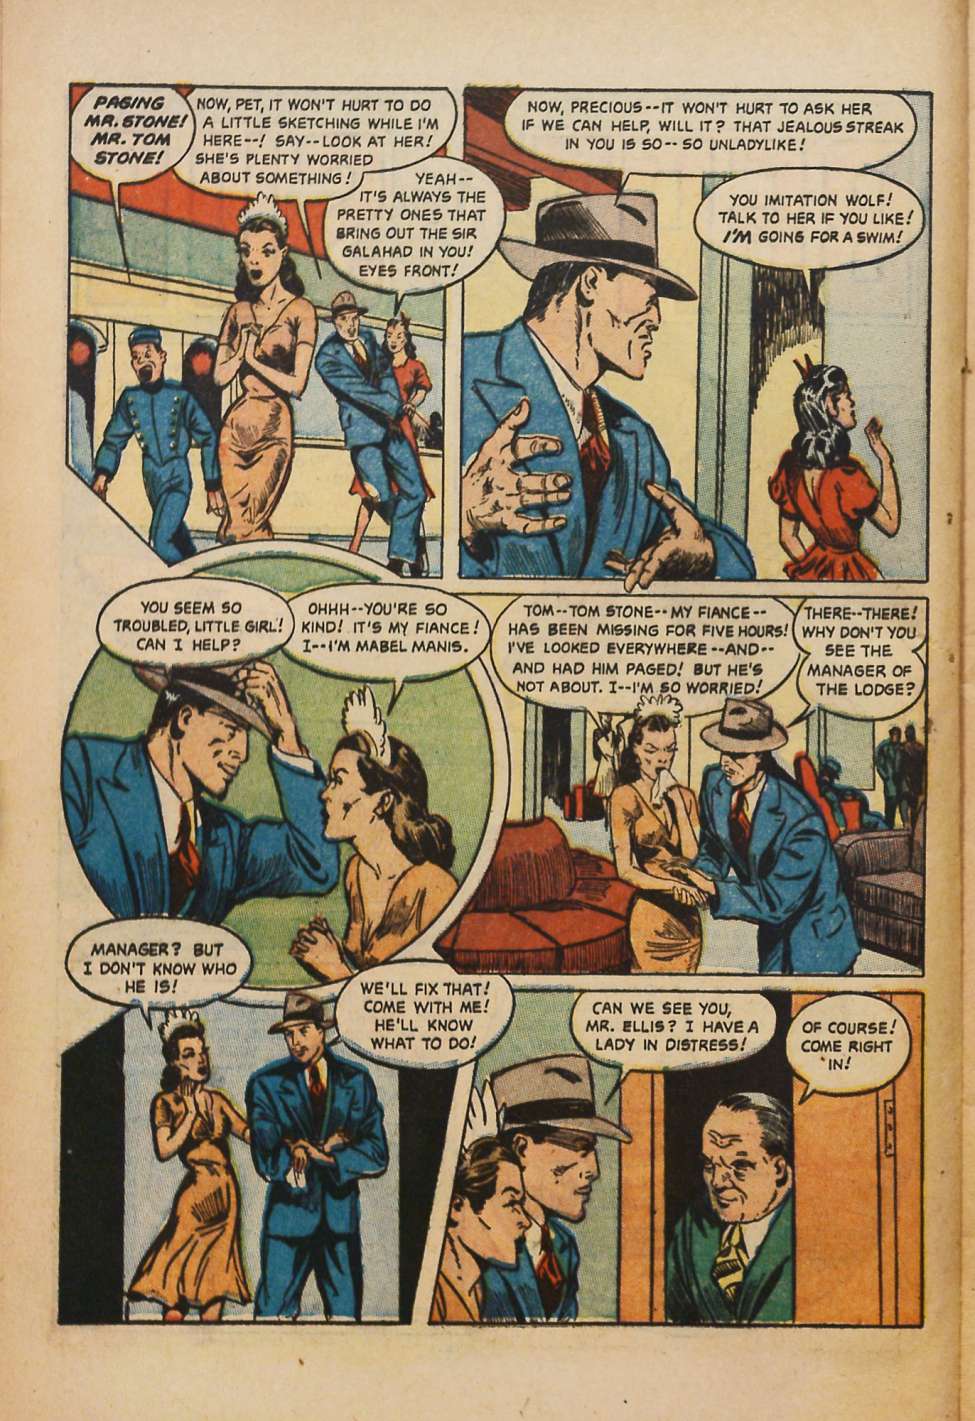 PAGING
MR. STONE!
MR. TOM
STONE!
NOW, PET, IT WON'T HURT TO DO
A LITTLE SKETCHING WHILE I'M
HERE--! SAY--LOOK AT HER!
SHE'S PLENTY WORRIED
ABOUT SOMETHING!
YEAH--
IT'S ALWAYS THE
PRETTY ONES THAT
BRING OUT THE SIR
GALAHAD IN YOU!
EYES FRONT!
NOW, PRECIOUS--IT WON'T HURT TO ASK HER
IF WE CAN HELP, WILL IT? THAT JEALOUS STREAK
IN YOU IS SO--SO UNLADYLIKE!
YOU IMITATION WOLF!
TALK TO HER IF YOU LIKE!
I'M GOING FOR A SWIM!
YOU SEEM SO
TROUBLED, LITTLE GIRL!
CAN I HELP?
OHHH--YOU'RE SO
KIND! IT'S MY FIANCE!
I--I'M MABEL MANIS.
TOM--TOM STONE--MY FIANCE--
HAS BEEN MISSING FOR FIVE HOURS!
I'VE LOOKED EVERYWHERE--AND--
AND HAD HIM PAGED! BUT HE'S
NOT ABOUT. I--I'M SO WORRIED!
THERE--THERE!
WHY DON'T YOU
SEE THE
MANAGER OF
THE LODGE?
MANAGER? BUT
I DON'T KNOW WHO
HE IS!
WE'LL FIX THAT!
COME WITH ME!
HE'LL KNOW
WHAT TO DO!
CAN WE SEE YOU,
MR. ELLIS? I HAVE A
LADY IN DISTRESS!
OF COURSE!
COME RIGHT
IN!